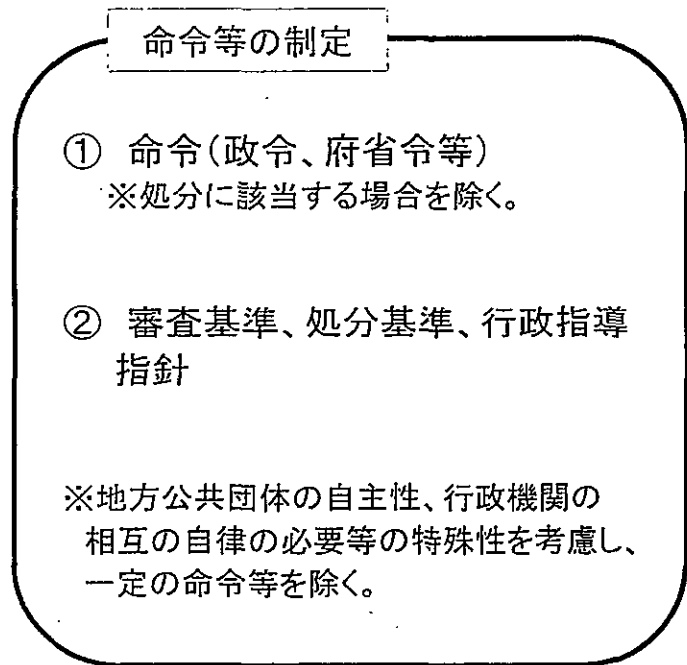 命令等の制定
① 命令(政令、府省令等)
※処分に該当する場合を除く。
② 審査基準、処分基準、行政指導
指針
※地方公共団体の自主性、行政機関の
相互の自律の必要等の特殊性を考慮し、
一定の命令等を除く。